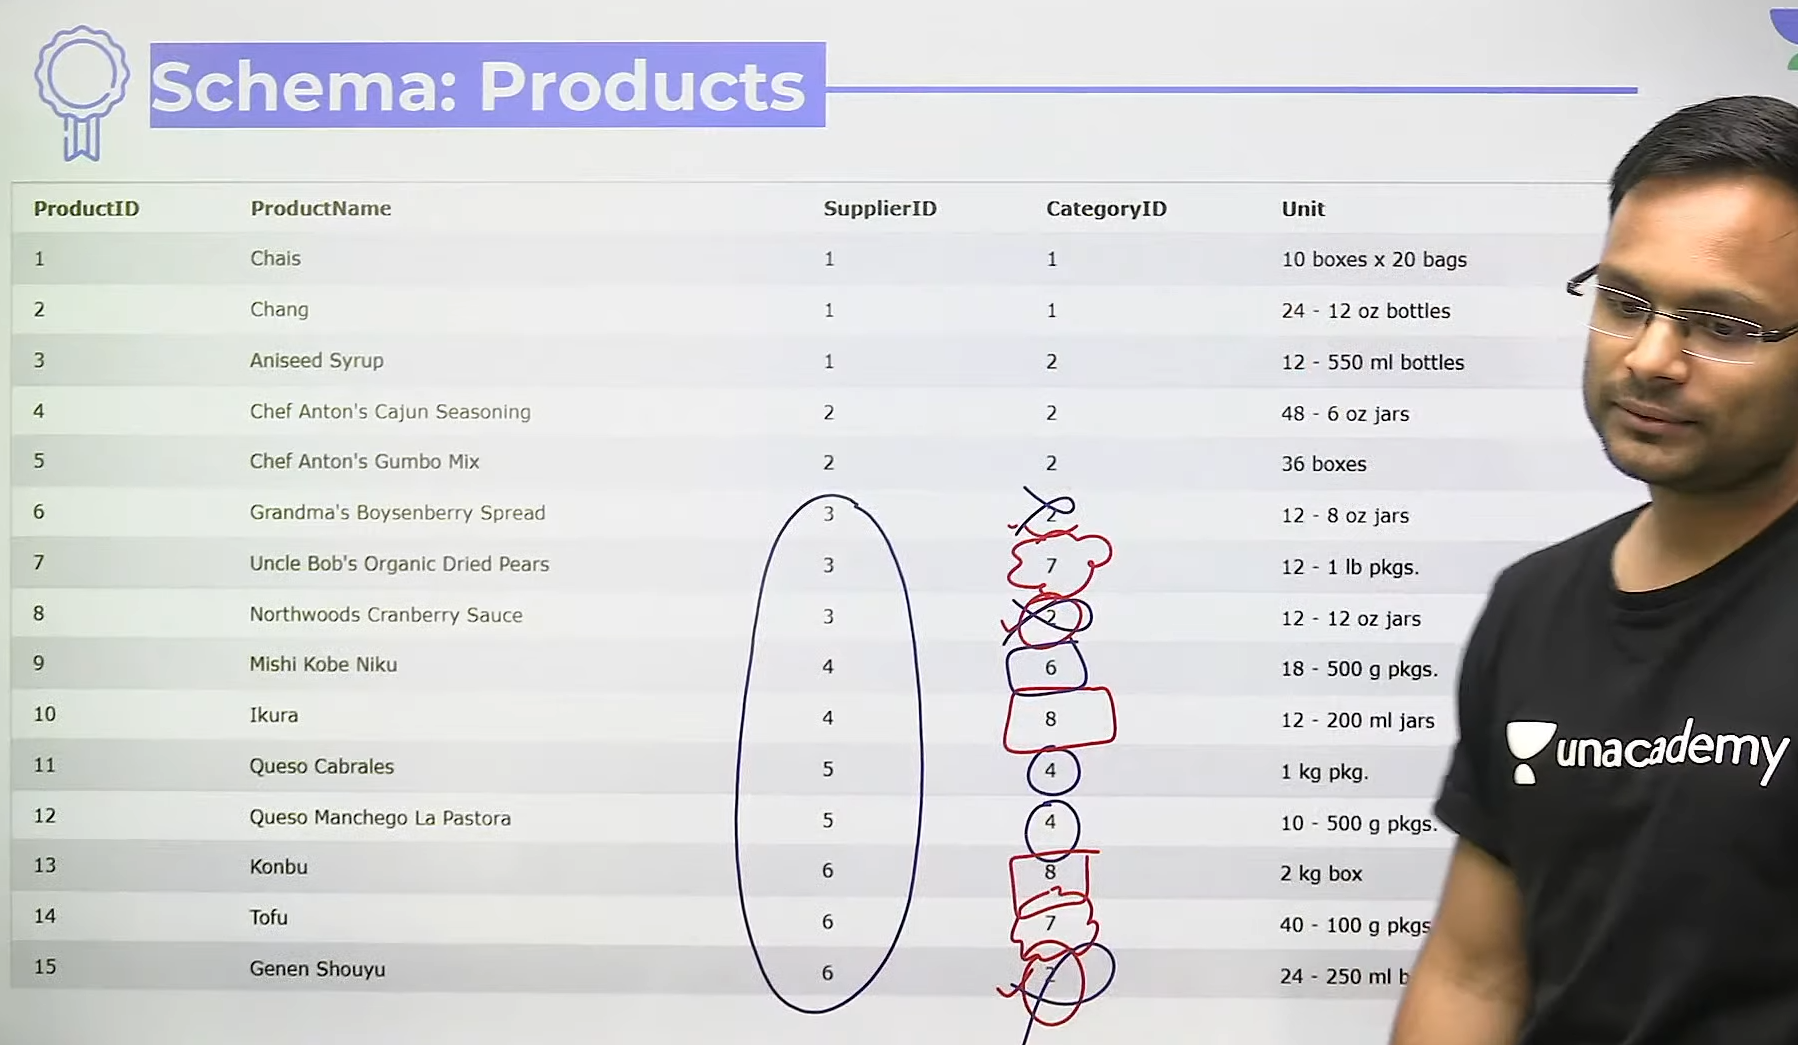 Schema: Products
ProductID ProductName SupplierID CategoryID Unit
1 Chais 1 1 10 boxes x 20 bags
2 Chang 1 1 24 - 12 oz bottles
3 Aniseed Syrup 1 2 12 - 550 ml bottles
4 Chef Anton's Cajun Seasoning 2 2 48 - 6 oz jars
5 Chef Anton's Gumbo Mix 2 2 36 boxes
6 Grandma's Boysenberry Spread 3 2 12 - 8 oz jars
7 Uncle Bob's Organic Dried Pears 3 7 12 - 1 lb pkgs.
8 Northwoods Cranberry Sauce 3 2 12 - 12 oz jars
9 Mishi Kobe Niku 4 6 18 - 500 g pkgs.
10 Ikura 4 8 12 - 200 ml jars
11 Queso Cabrales 5 4 1 kg pkg.
12 Queso Manchego La Pastora 5 4 10 - 500 g pkgs.
13 Konbu 6 8 2 kg box
14 Tofu 6 7 40 - 100 g pkgs
15 Genen Shouyu 6 2 24 - 250 ml b
unacademy